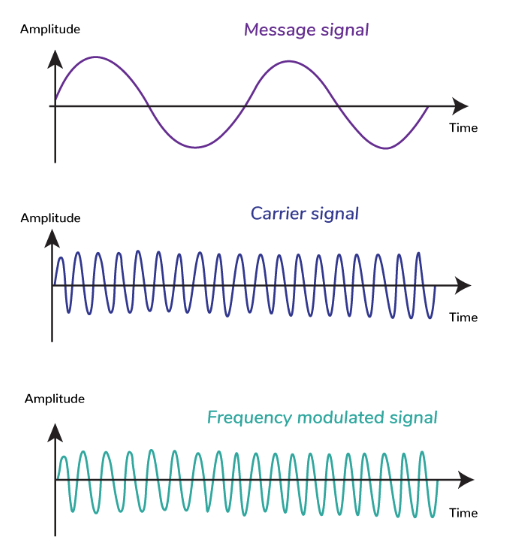 Message signal
Amplitude
Time
Carrier signal
Amplitude
Time
Amplitude
Frequency modulated signal
Time